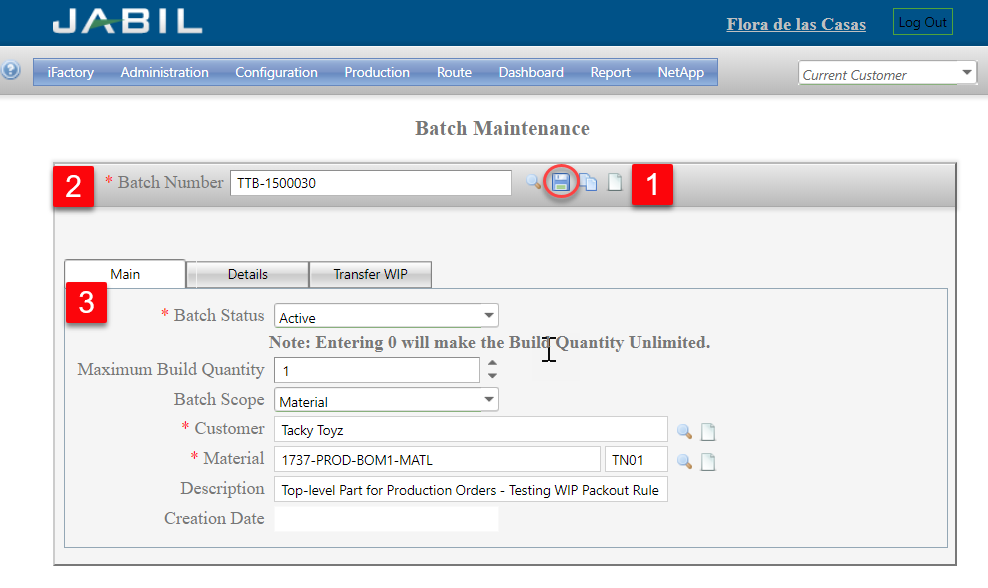 JABIL
Flora de las Casas
Log Out
?
iFactory Administration Configuration Production Route Dashboard Report NetApp
Current Customer
Batch Maintenance
2
* Batch Number TTB-1500030
1
Main Details Transfer WIP
3
* Batch Status Active
Note: Entering 0 will make the Build Quantity Unlimited.
Maximum Build Quantity 1
Batch Scope Material
* Customer Tacky Toyz
* Material 1737-PROD-BOM1-MATL TN01
Description Top-level Part for Production Orders - Testing WIP Packout Rule
Creation Date